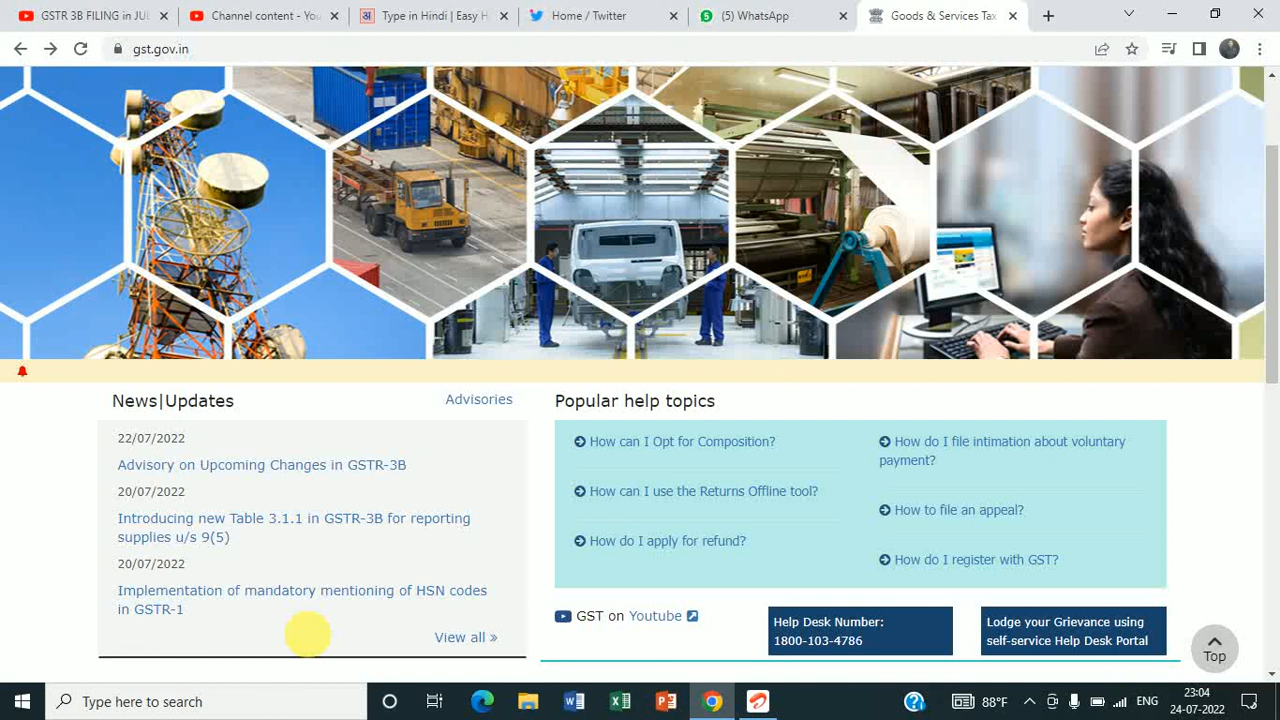 GSTR 3B FILING in JUL
Channel content - You
Type in Hindi | Easy H
Home / Twitter
(5) WhatsApp
Goods & Services Tax
gst.gov.in
News|Updates
Advisories
22/07/2022
Advisory on Upcoming Changes in GSTR-3B
20/07/2022
Introducing new Table 3.1.1 in GSTR-3B for reporting
supplies u/s 9(5)
20/07/2022
Implementation of mandatory mentioning of HSN codes
in GSTR-1
View all »
Popular help topics
How can I Opt for Composition?
How can I use the Returns Offline tool?
How do I apply for refund?
How do I file intimation about voluntary
payment?
How to file an appeal?
How do I register with GST?
GST on Youtube
Help Desk Number:
1800-103-4786
Lodge your Grievance using
self-service Help Desk Portal
Top
Type here to search
88°F
ENG
23:04
24-07-2022